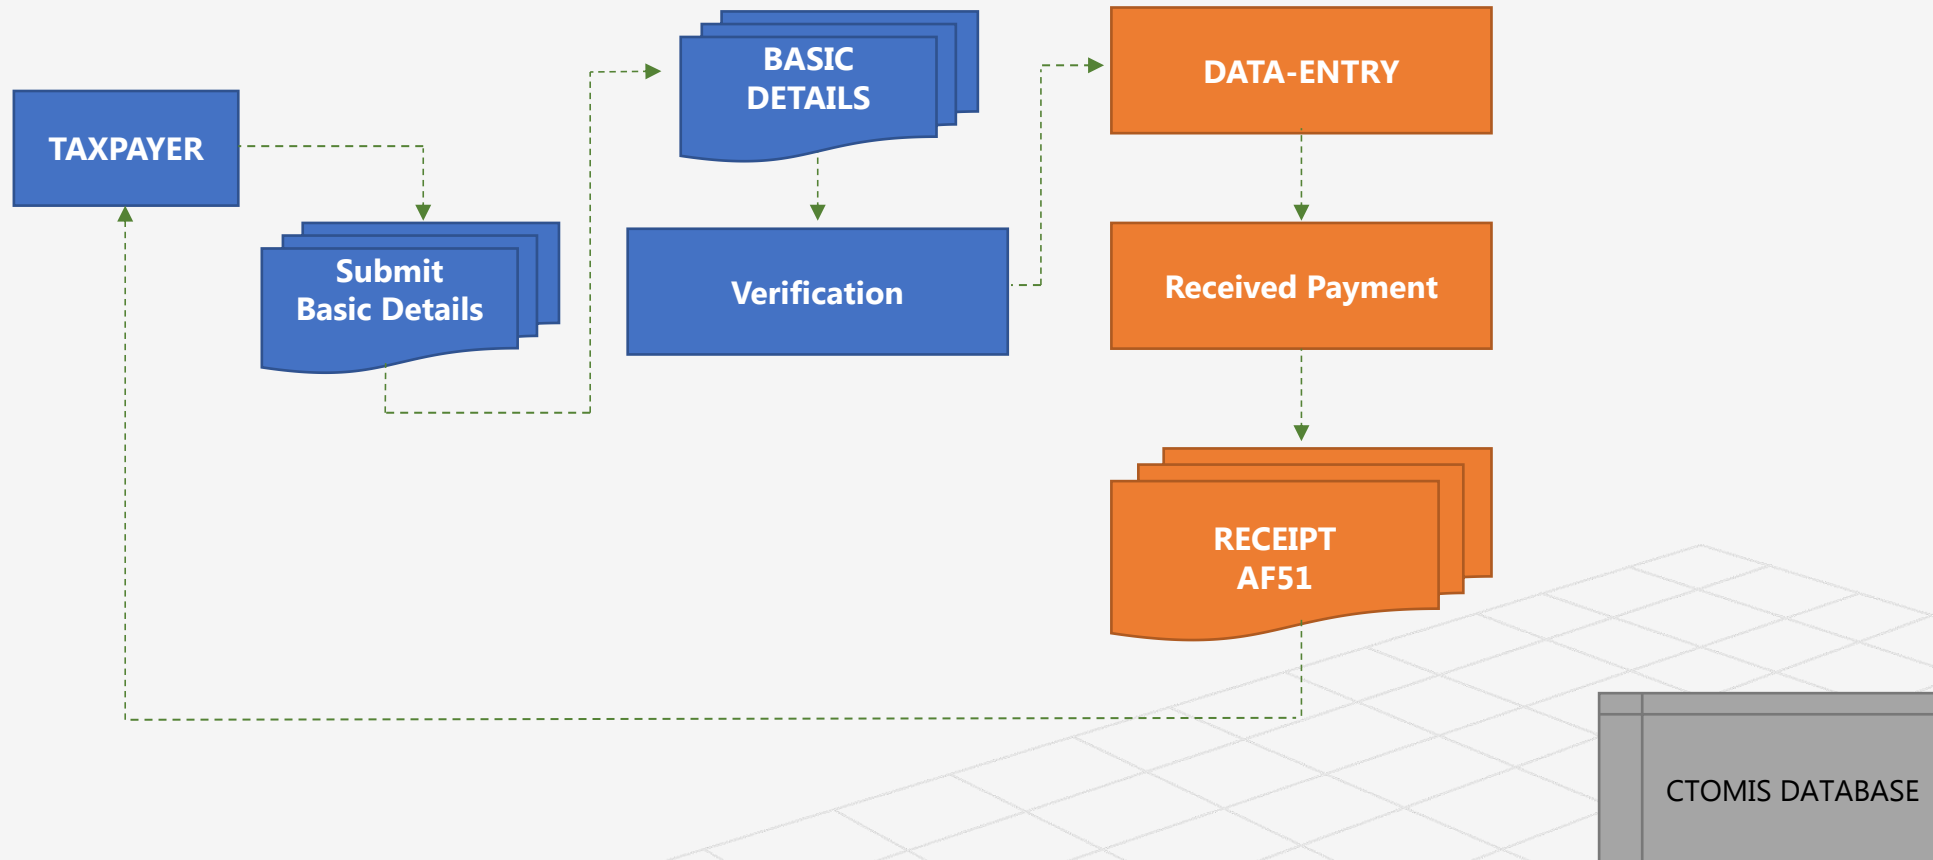 TAXPAYER
Submit
Basic Details
BASIC
DETAILS
Verification
DATA-ENTRY
Received Payment
RECEIPT
AF51
CTOMIS DATABASE